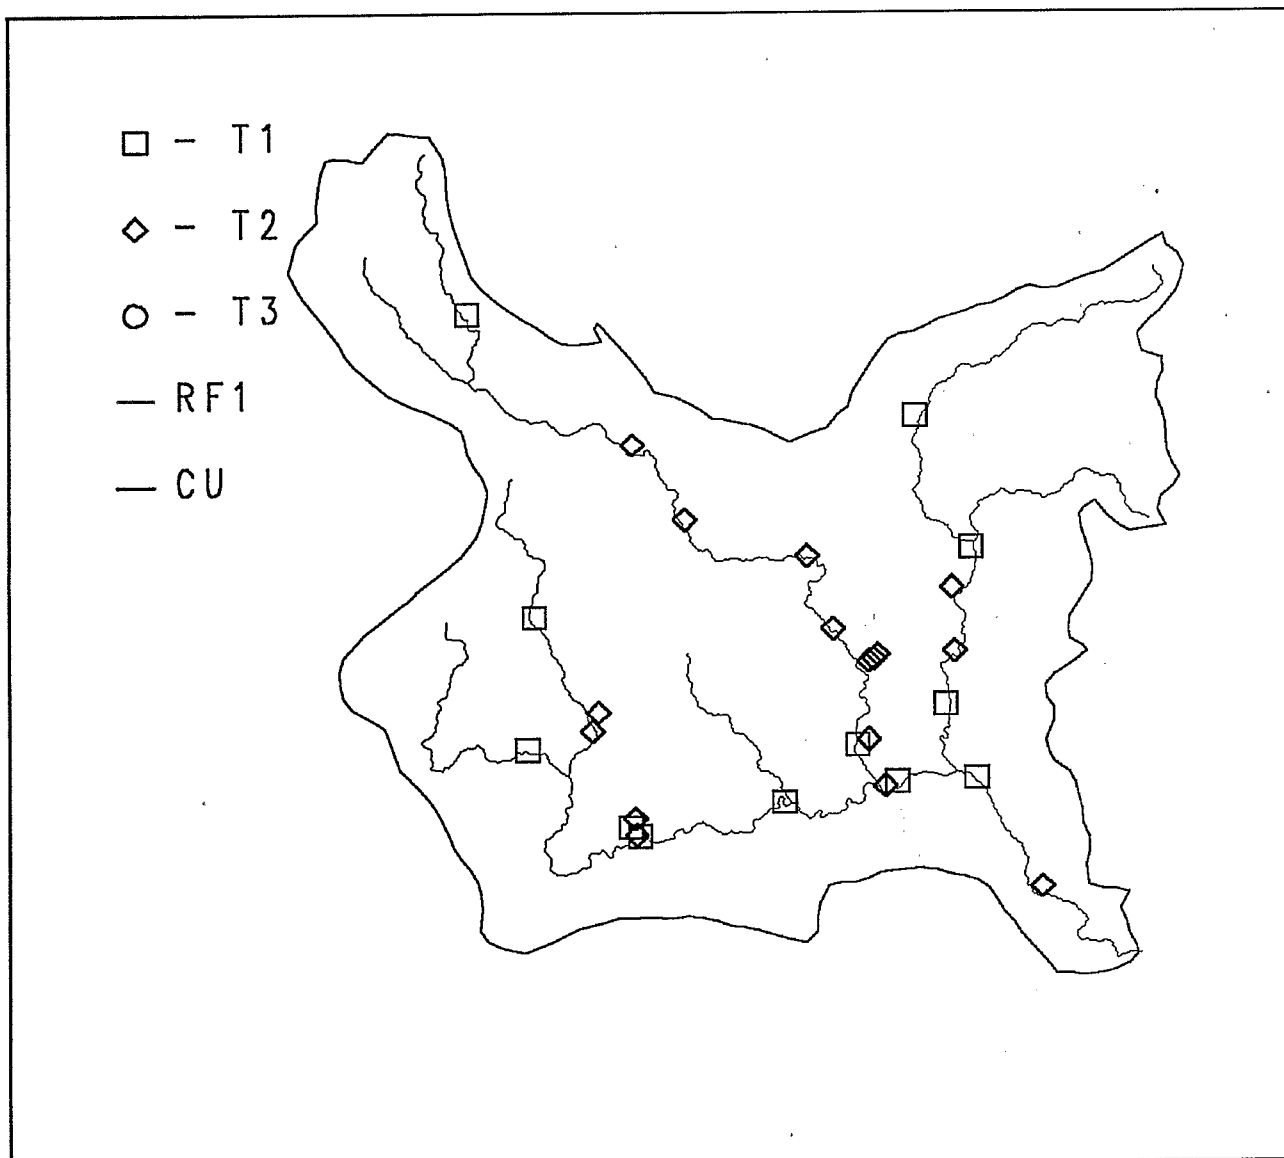 □ - T1
◇ - T2
○ - T3
— RF1
— CU